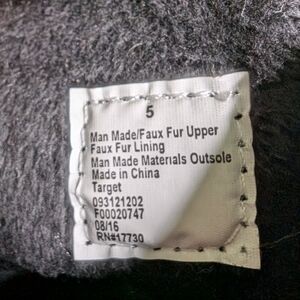 5
Man Made/Faux Fur Upper
Faux Fur Lining
Man Made Materials Outsole
Made in China
Target
093121202
F00020747
08/16
RN#17730